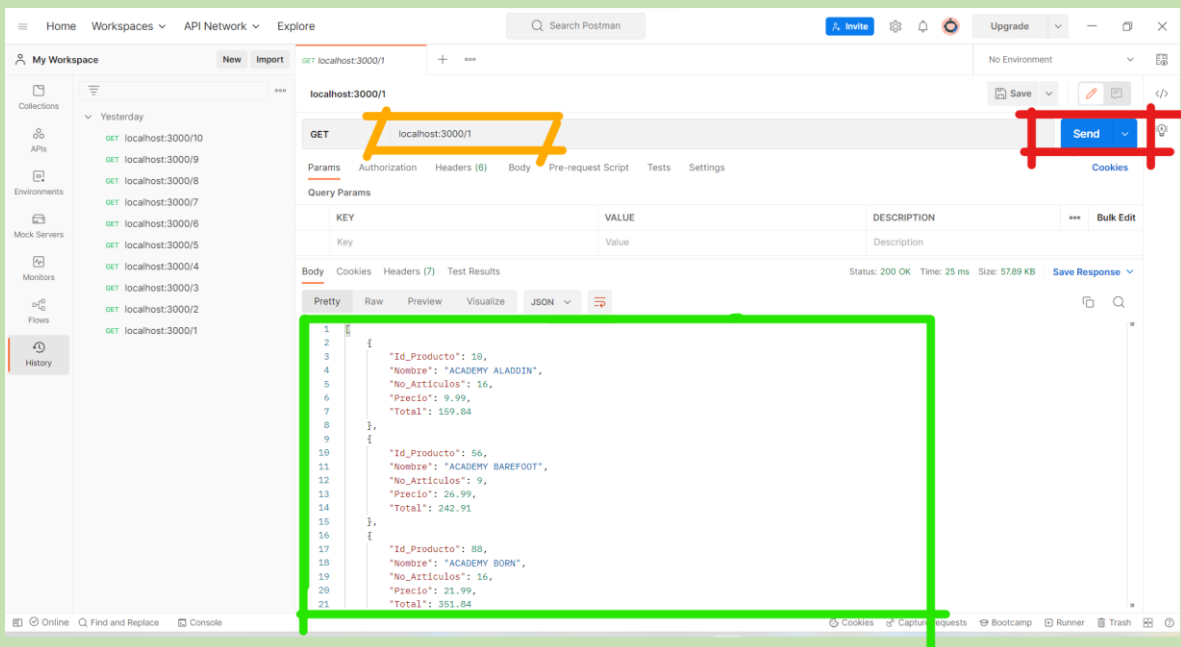 Home Workspaces API Network Explore Search Postman Invite Upgrade
My Workspace New Import GET localhost:3000/1 No Environment
localhost:3000/1 Save
GET localhost:3000/1 Send
Params Authorization Headers (6) Body Pre-request Script Tests Settings Cookies
Query Params
KEY VALUE DESCRIPTION Bulk Edit
Key Value Description
Collections
APIs
Environments
Mock Servers
Monitors
Flows
History
Yesterday
GET localhost:3000/10
GET localhost:3000/9
GET localhost:3000/8
GET localhost:3000/7
GET localhost:3000/6
GET localhost:3000/5
GET localhost:3000/4
GET localhost:3000/3
GET localhost:3000/2
GET localhost:3000/1
Body Cookies Headers (7) Test Results Status: 200 OK Time: 25 ms Size: 57.89 KB Save Response
Pretty Raw Preview Visualize JSON
1 [
2 {
3 "Id_Producto": 10,
4 "Nombre": "ACADEMY ALADDIN",
5 "No_Articulos": 16,
6 "Precio": 9.99,
7 "Total": 159.84
8 },
9 {
10 "Id_Producto": 56,
11 "Nombre": "ACADEMY BAREFOOT",
12 "No_Articulos": 9,
13 "Precio": 26.99,
14 "Total": 242.91
15 },
16 {
17 "Id_Producto": 88,
18 "Nombre": "ACADEMY BORN",
19 "No_Articulos": 16,
20 "Precio": 21.99,
21 "Total": 351.84
Online Find and Replace Console Cookies Capture requests Bootcamp Runner Trash